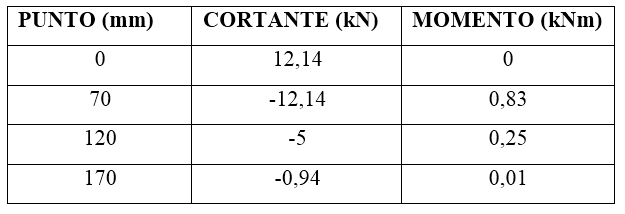 PUNTO (mm) CORTANTE (kN) MOMENTO (kNm)
0 12,14 0
70 -12,14 0,83
120 -5 0,25
170 -0,94 0,01